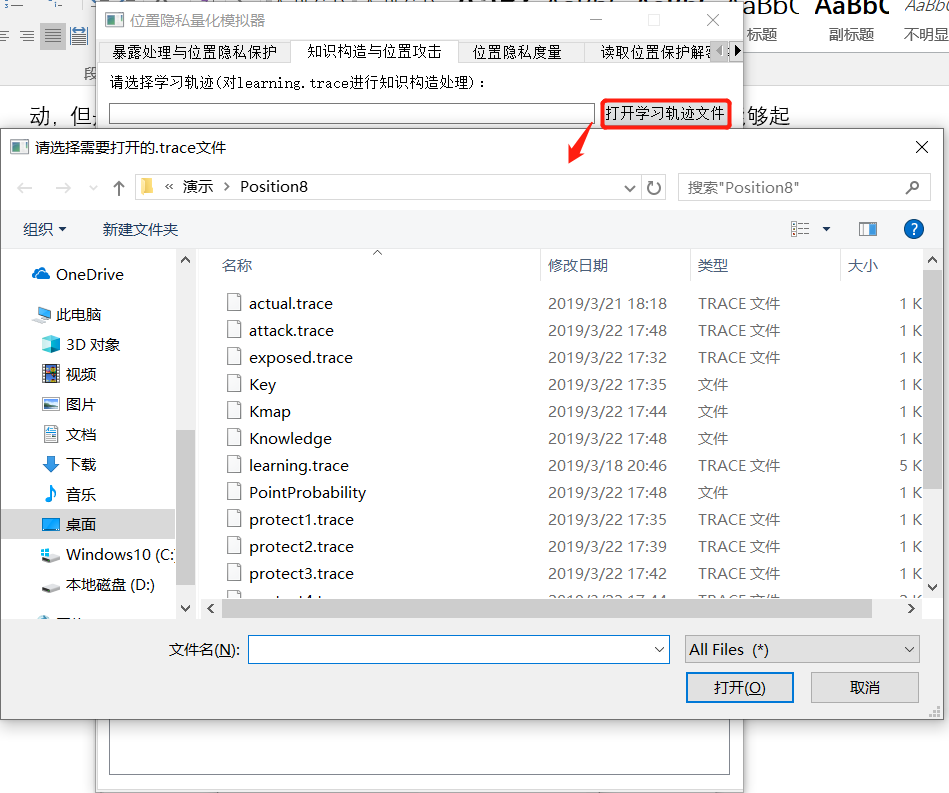 位置隐私量化模拟器
AaBbC AaBbC
标题 副标题 不明显
暴露处理与位置隐私保护 知识构造与位置攻击 位置隐私度量 读取位置保护解
请选择学习轨迹(对learning.trace进行知识构造处理):
段
动，但 够起
打开学习轨迹文件
请选择需要打开的.trace文件
« 演示 › Position8
搜索"Position8"
组织 新建文件夹
名称 修改日期 类型 大小
OneDrive
此电脑
3D 对象
视频
图片
文档
下载
音乐
桌面
Windows10 (C:
本地磁盘 (D:)
actual.trace 2019/3/21 18:18 TRACE 文件 1 K
attack.trace 2019/3/22 17:48 TRACE 文件 1 K
exposed.trace 2019/3/22 17:32 TRACE 文件 1 K
Key 2019/3/22 17:35 文件 1 K
Kmap 2019/3/22 17:44 文件 1 K
Knowledge 2019/3/22 17:48 文件 1 K
learning.trace 2019/3/18 20:46 TRACE 文件 5 K
PointProbability 2019/3/22 17:48 文件 1 K
protect1.trace 2019/3/22 17:35 TRACE 文件 1 K
protect2.trace 2019/3/22 17:39 TRACE 文件 1 K
protect3.trace 2019/3/22 17:42 TRACE 文件 1 K
文件名(N):
All Files (*)
打开(O) 取消